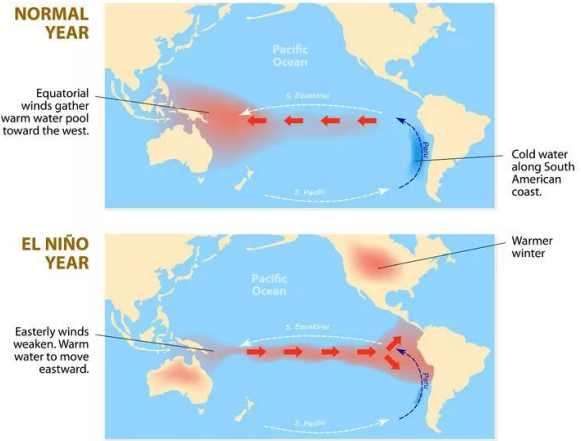 NORMAL
YEAR
Pacific
Ocean
Equatorial
winds gather
warm water pool
toward the west.
S. Equatorial
Peru
Cold water
along South
American
coast.
S. Pacific
EL NIÑO
YEAR
Warmer
winter
Pacific
Ocean
Easterly winds
weaken. Warm
water to move
eastward.
S. Equatorial
Peru
S. Pacific